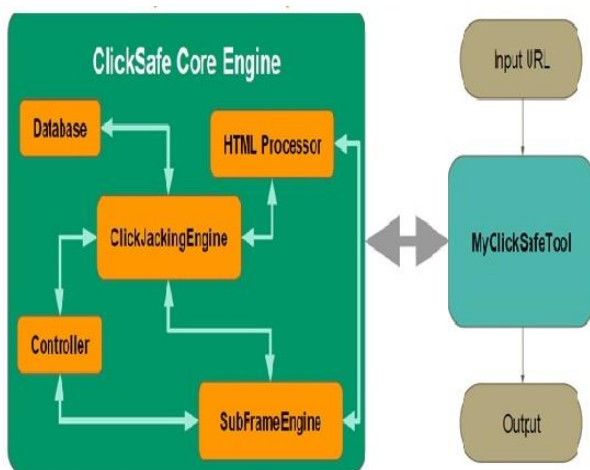 ClickSafe Core Engine
Database
HTML Processor
ClickJackingEngine
Controller
SubFrameEngine
Input URL
MyClickSafeTool
Output